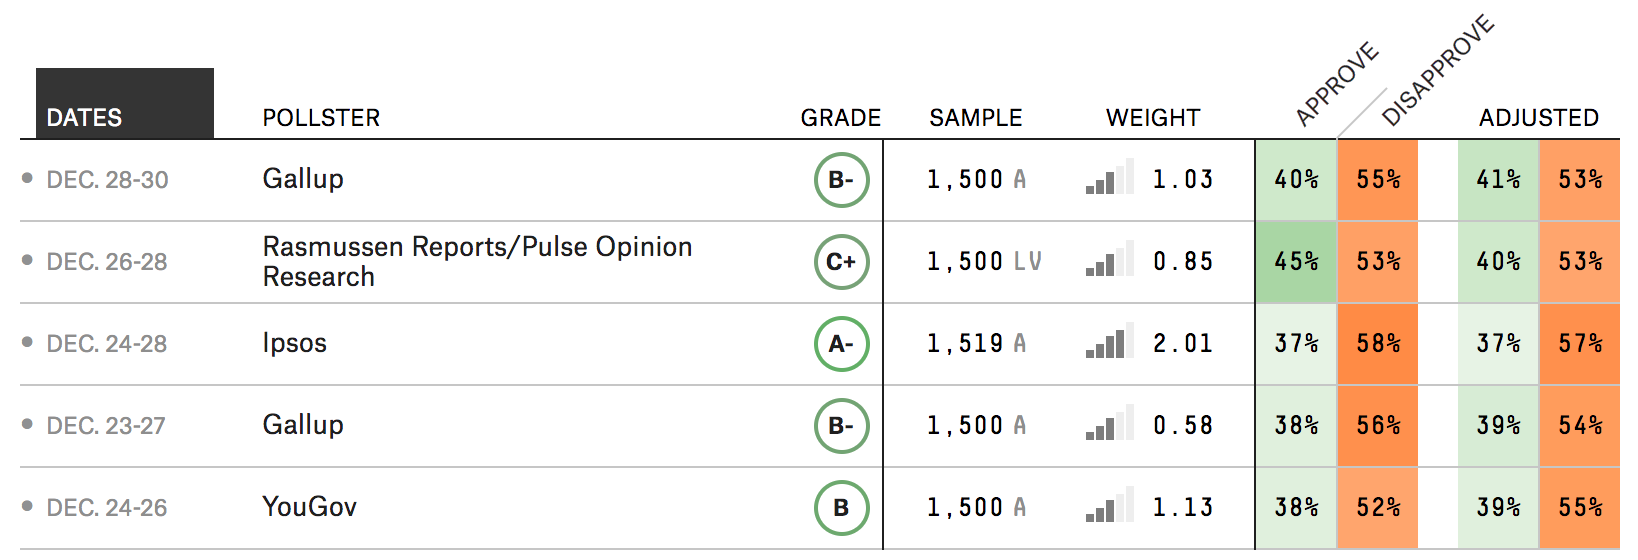 DATES POLLSTER GRADE SAMPLE WEIGHT APPROVE DISAPPROVE ADJUSTED
DEC. 28-30 Gallup B- 1,500 A 1.03 40% 55% 41% 53%
DEC. 26-28 Rasmussen Reports/Pulse Opinion
Research C+ 1,500 LV 0.85 45% 53% 40% 53%
DEC. 24-28 Ipsos A- 1,519 A 2.01 37% 58% 37% 57%
DEC. 23-27 Gallup B- 1,500 A 0.58 38% 56% 39% 54%
DEC. 24-26 YouGov B 1,500 A 1.13 38% 52% 39% 55%